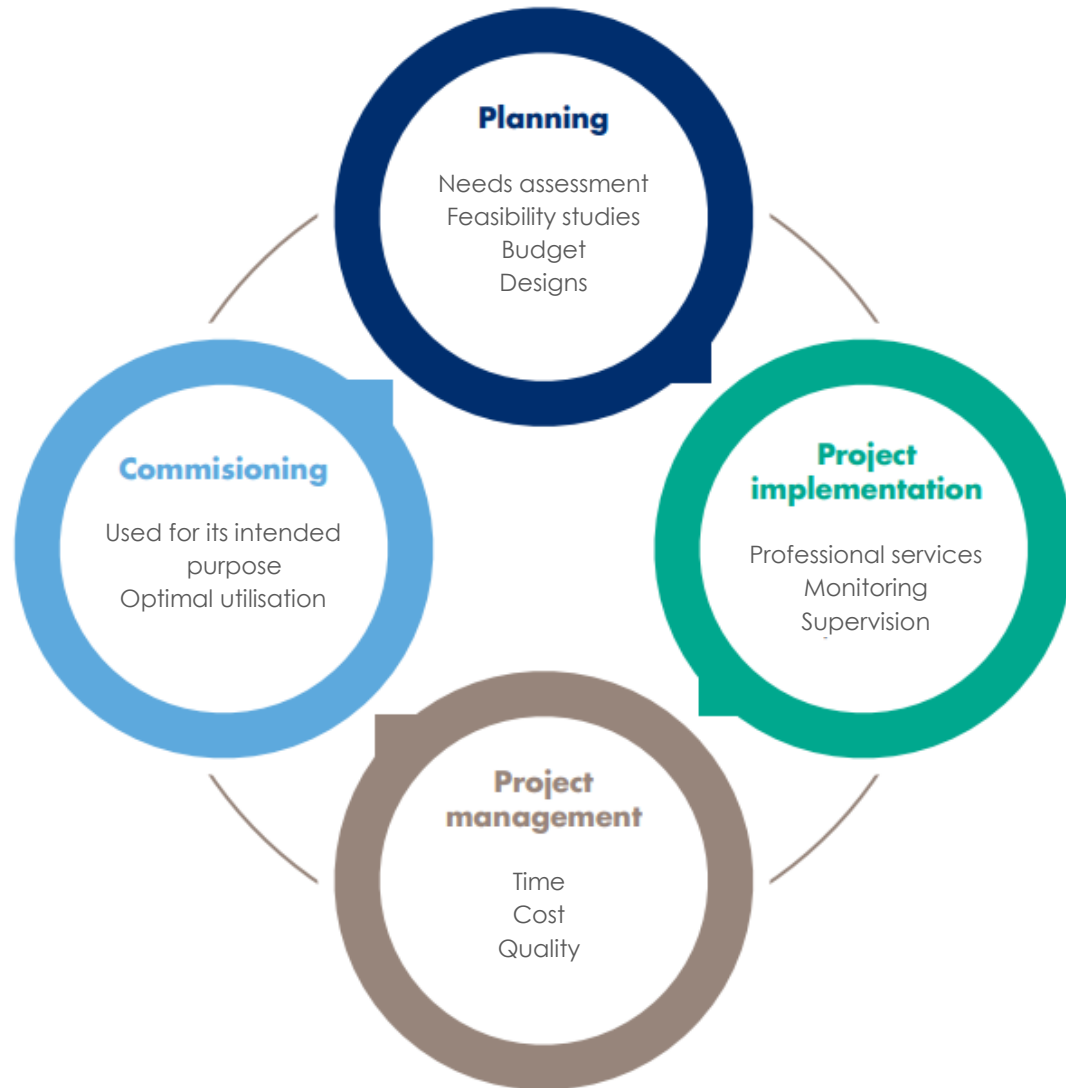 Planning
Needs assessment
Feasibility studies
Budget
Designs
Project
implementation
Professional services
Monitoring
Supervision
Project
management
Time
Cost
Quality
Commisioning
Used for its intended
purpose
Optimal utilisation